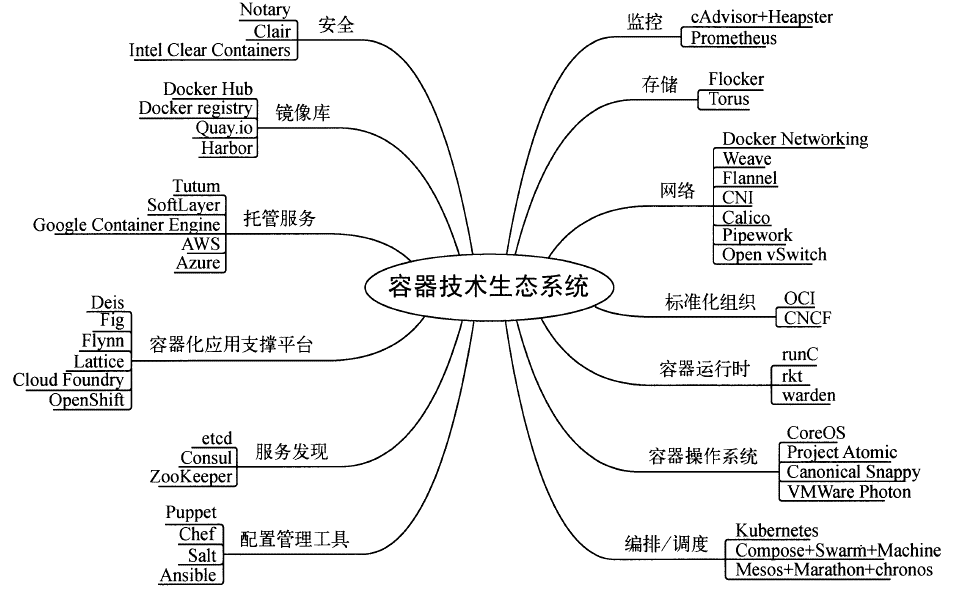 容器技术生态系统
安全
Notary
Clair
Intel Clear Containers
镜像库
Docker Hub
Docker registry
Quay.io
Harbor
托管服务
Tutum
SoftLayer
Google Container Engine
AWS
Azure
容器化应用支撑平台
Deis
Fig
Flynn
Lattice
Cloud Foundry
OpenShift
服务发现
etcd
Consul
ZooKeeper
配置管理工具
Puppet
Chef
Salt
Ansible
监控
cAdvisor+Heapster
Prometheus
存储
Flocker
Torus
网络
Docker Networking
Weave
Flannel
CNI
Calico
Pipework
Open vSwitch
标准化组织
OCI
CNCF
容器运行时
runC
rkt
warden
容器操作系统
CoreOS
Project Atomic
Canonical Snappy
VMWare Photon
编排/调度
Kubernetes
Compose+Swarm+Machine
Mesos+Marathon+chronos